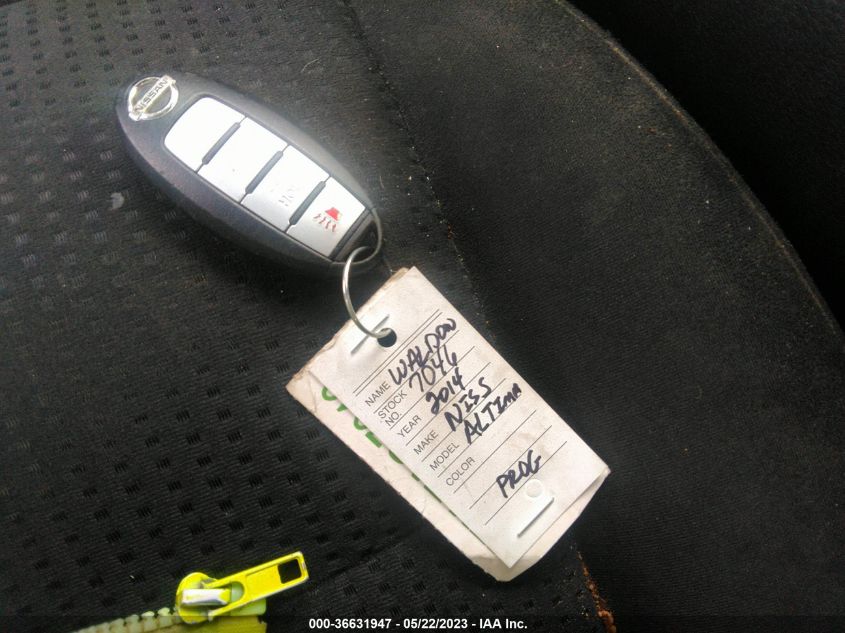 NISSAN
NAME WALDON
STOCK NO. 7046
YEAR 2014
MAKE NISS
MODEL ALTIMA
COLOR
PROG
000-36631947 - 05/22/2023 - IAA Inc.